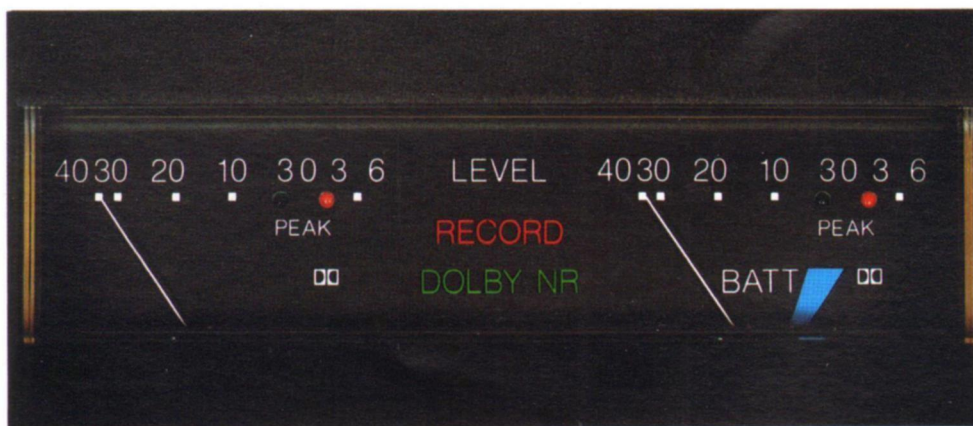 40 30 20 10 3 0 3 6 LEVEL 40 30 20 10 3 0 3 6
PEAK RECORD PEAK
DOLBY NR BATT